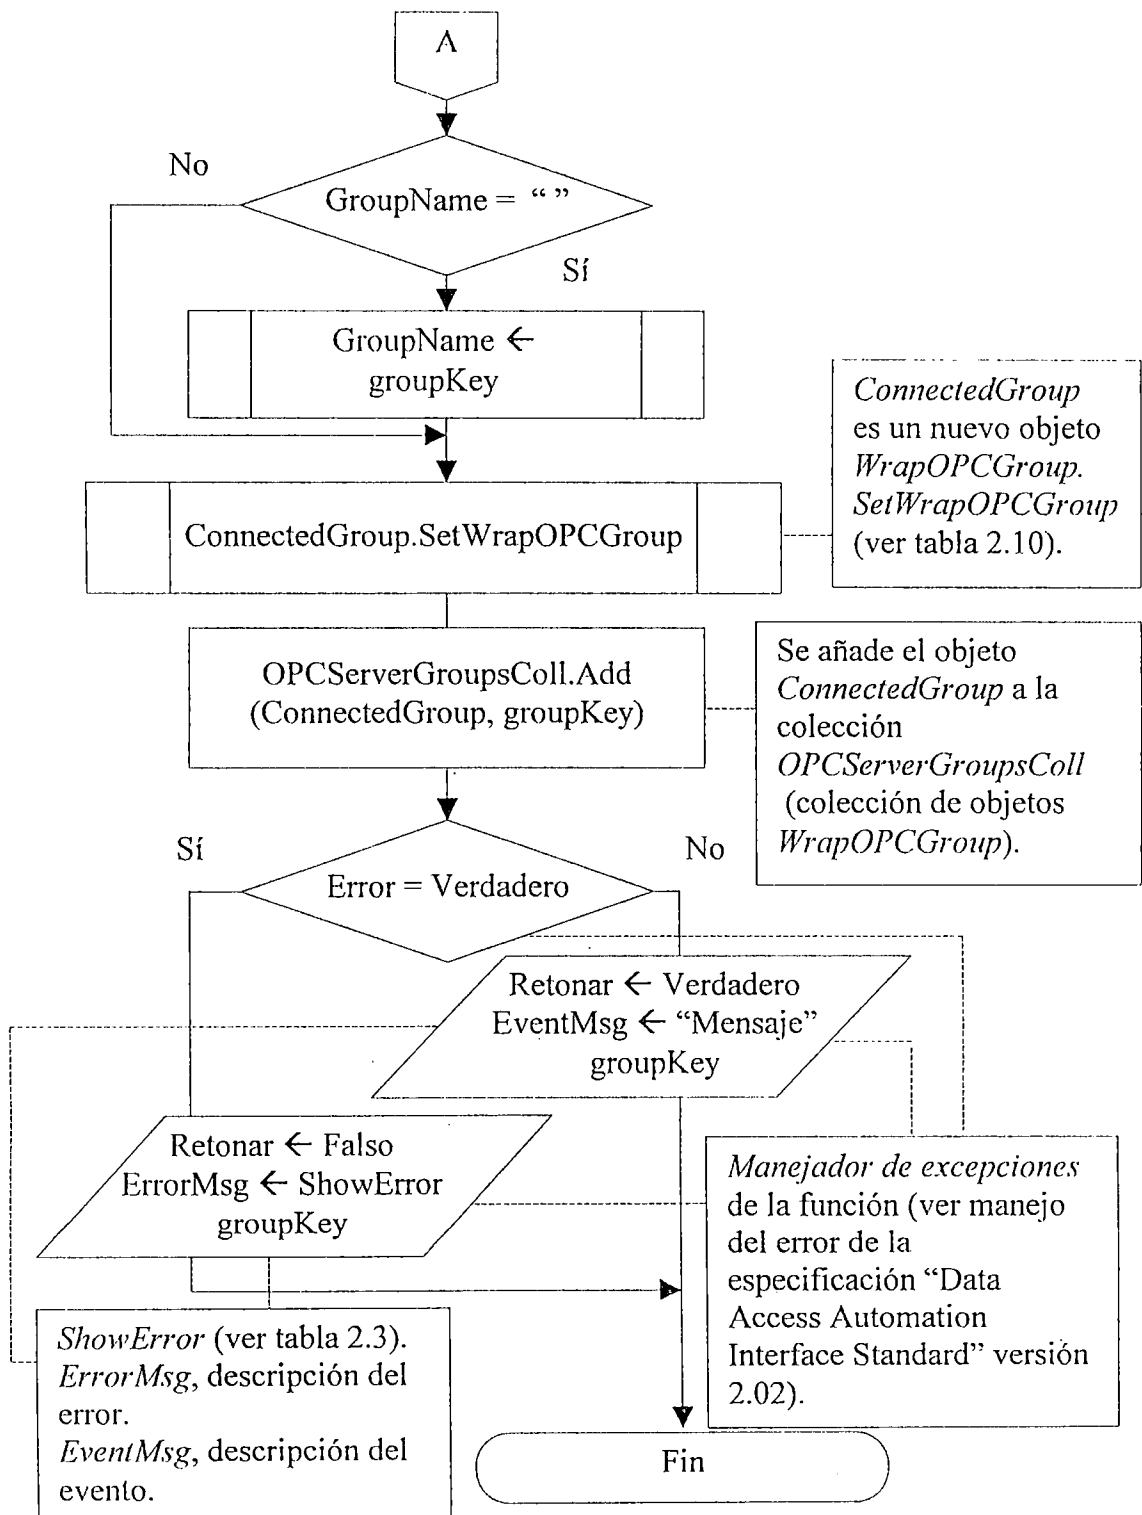 A
No
GroupName = “ ”
Sí
GroupName ←
groupKey
ConnectedGroup
es un nuevo objeto
WrapOPCGroup.
SetWrapOPCGroup
(ver tabla 2.10).
ConnectedGroup.SetWrapOPCGroup
OPCServerGroupsColl.Add
(ConnectedGroup, groupKey)
Se añade el objeto
ConnectedGroup a la
colección
OPCServerGroupsColl
(colección de objetos
WrapOPCGroup).
Sí
No
Error = Verdadero
Retonar ← Verdadero
EventMsg ← “Mensaje”
groupKey
Retonar ← Falso
ErrorMsg ← ShowError
groupKey
Manejador de excepciones
de la función (ver manejo
del error de la
especificación “Data
Access Automation
Interface Standard” versión
2.02).
ShowError (ver tabla 2.3).
ErrorMsg, descripción del
error.
EventMsg, descripción del
evento.
Fin